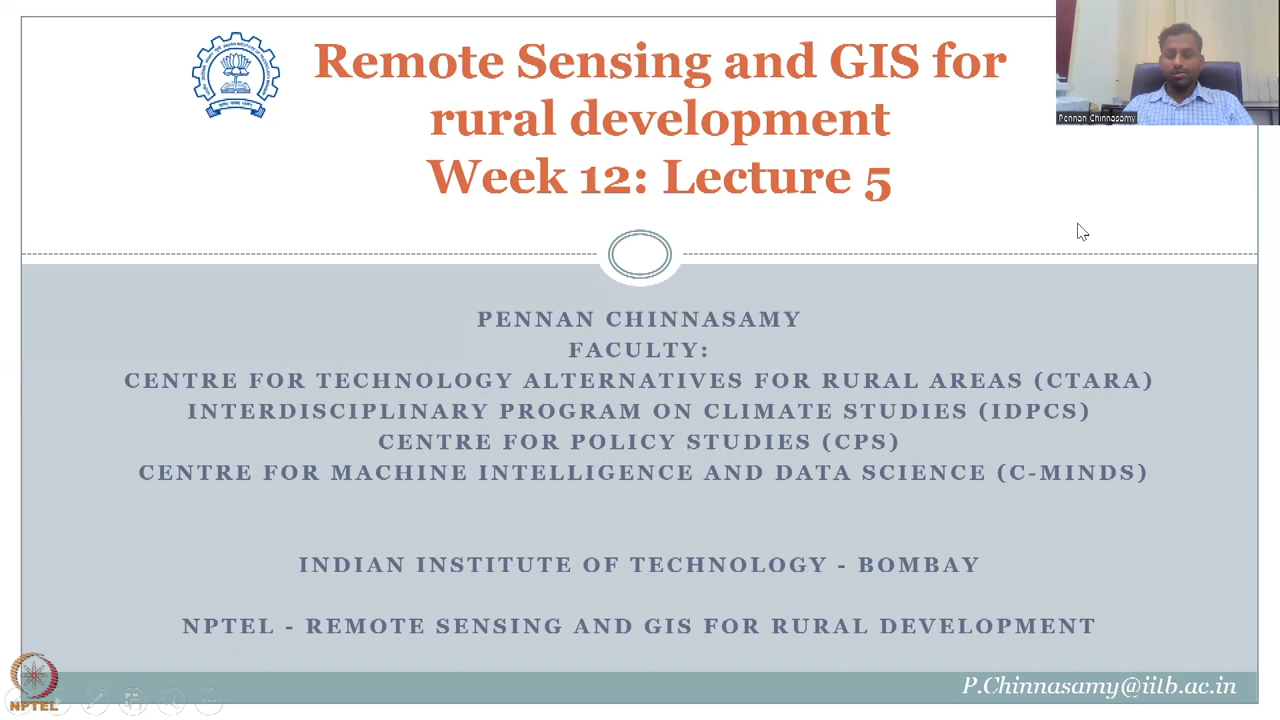 Remote Sensing and GIS for
rural development
Week 12: Lecture 5
Pennan Chinnasamy
PENNAN CHINNASAMY
FACULTY:
CENTRE FOR TECHNOLOGY ALTERNATIVES FOR RURAL AREAS (CTARA)
INTERDISCIPLINARY PROGRAM ON CLIMATE STUDIES (IDPCS)
CENTRE FOR POLICY STUDIES (CPS)
CENTRE FOR MACHINE INTELLIGENCE AND DATA SCIENCE (C-MINDS)
INDIAN INSTITUTE OF TECHNOLOGY - BOMBAY
NPTEL - REMOTE SENSING AND GIS FOR RURAL DEVELOPMENT
P.Chinnasamy@iitb.ac.in
NPTEL